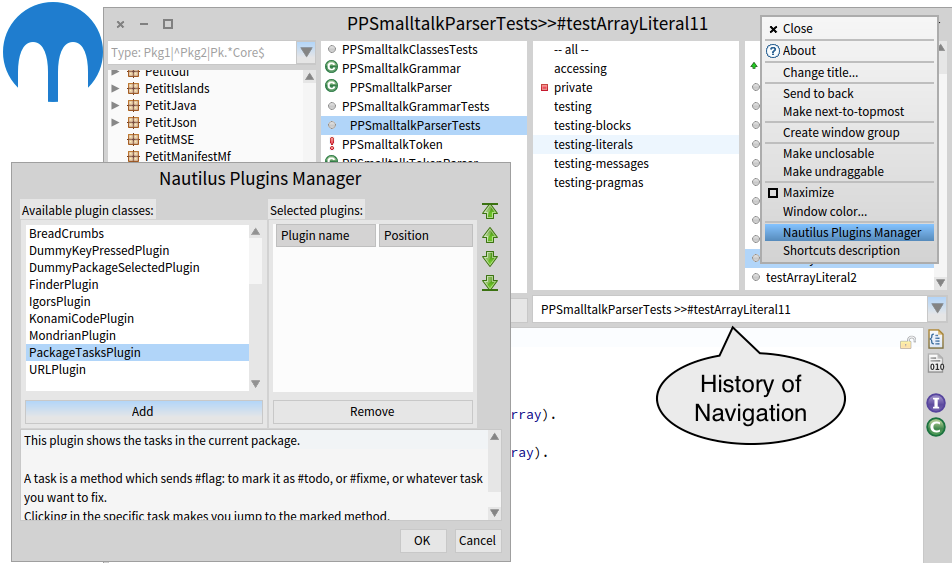 PPSmalltalkParserTests>>#testArrayLiteral11
Type: Pkg1|^Pkg2|Pk.*Core$
PetitGui
PetitIslands
PetitJava
PetitJson
PetitMSE
PetitManifestMf
PPSmalltalkClassesTests
PPSmalltalkGrammar
PPSmalltalkParser
PPSmalltalkGrammarTests
PPSmalltalkParserTests
PPSmalltalkToken
PPSmalltalkTokenParser
-- all --
accessing
private
testing
testing-blocks
testing-literals
testing-messages
testing-pragmas
Close
About
Change title...
Send to back
Make next-to-topmost
Create window group
Make unclosable
Make undraggable
Maximize
Window color...
Nautilus Plugins Manager
Shortcuts description
testArrayLiteral2
PPSmalltalkParserTests >>#testArrayLiteral11
History of
Navigation
rray).
ray).
010
I
C
Nautilus Plugins Manager
Available plugin classes:
Selected plugins:
BreadCrumbs
DummyKeyPressedPlugin
DummyPackageSelectedPlugin
FinderPlugin
IgorsPlugin
KonamiCodePlugin
MondrianPlugin
PackageTasksPlugin
URLPlugin
Plugin name
Position
Add
Remove
This plugin shows the tasks in the current package.
A task is a method which sends #flag: to mark it as #todo, or #fixme, or whatever task
you want to fix.
Clicking in the specific task makes you jump to the marked method.
OK
Cancel